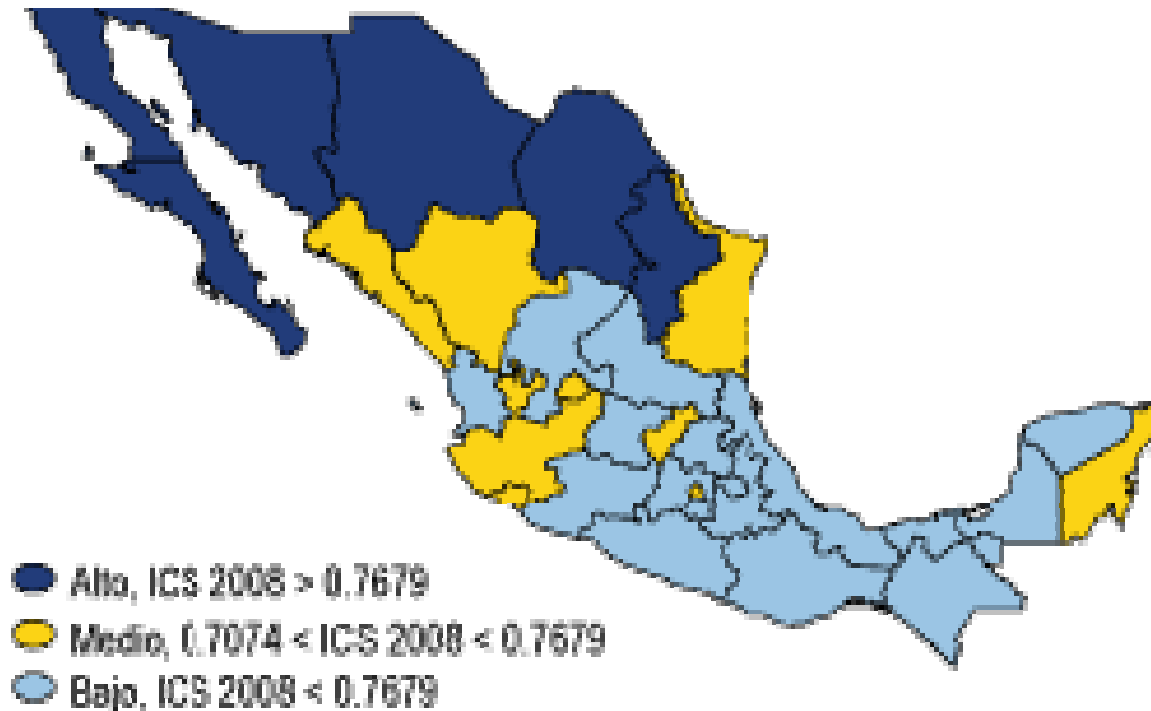 Alto, ICS 2008 > 0.7679
Medio, 0.7074 < ICS 2008 < 0.7679
Bajo, ICS 2008 < 0.7679